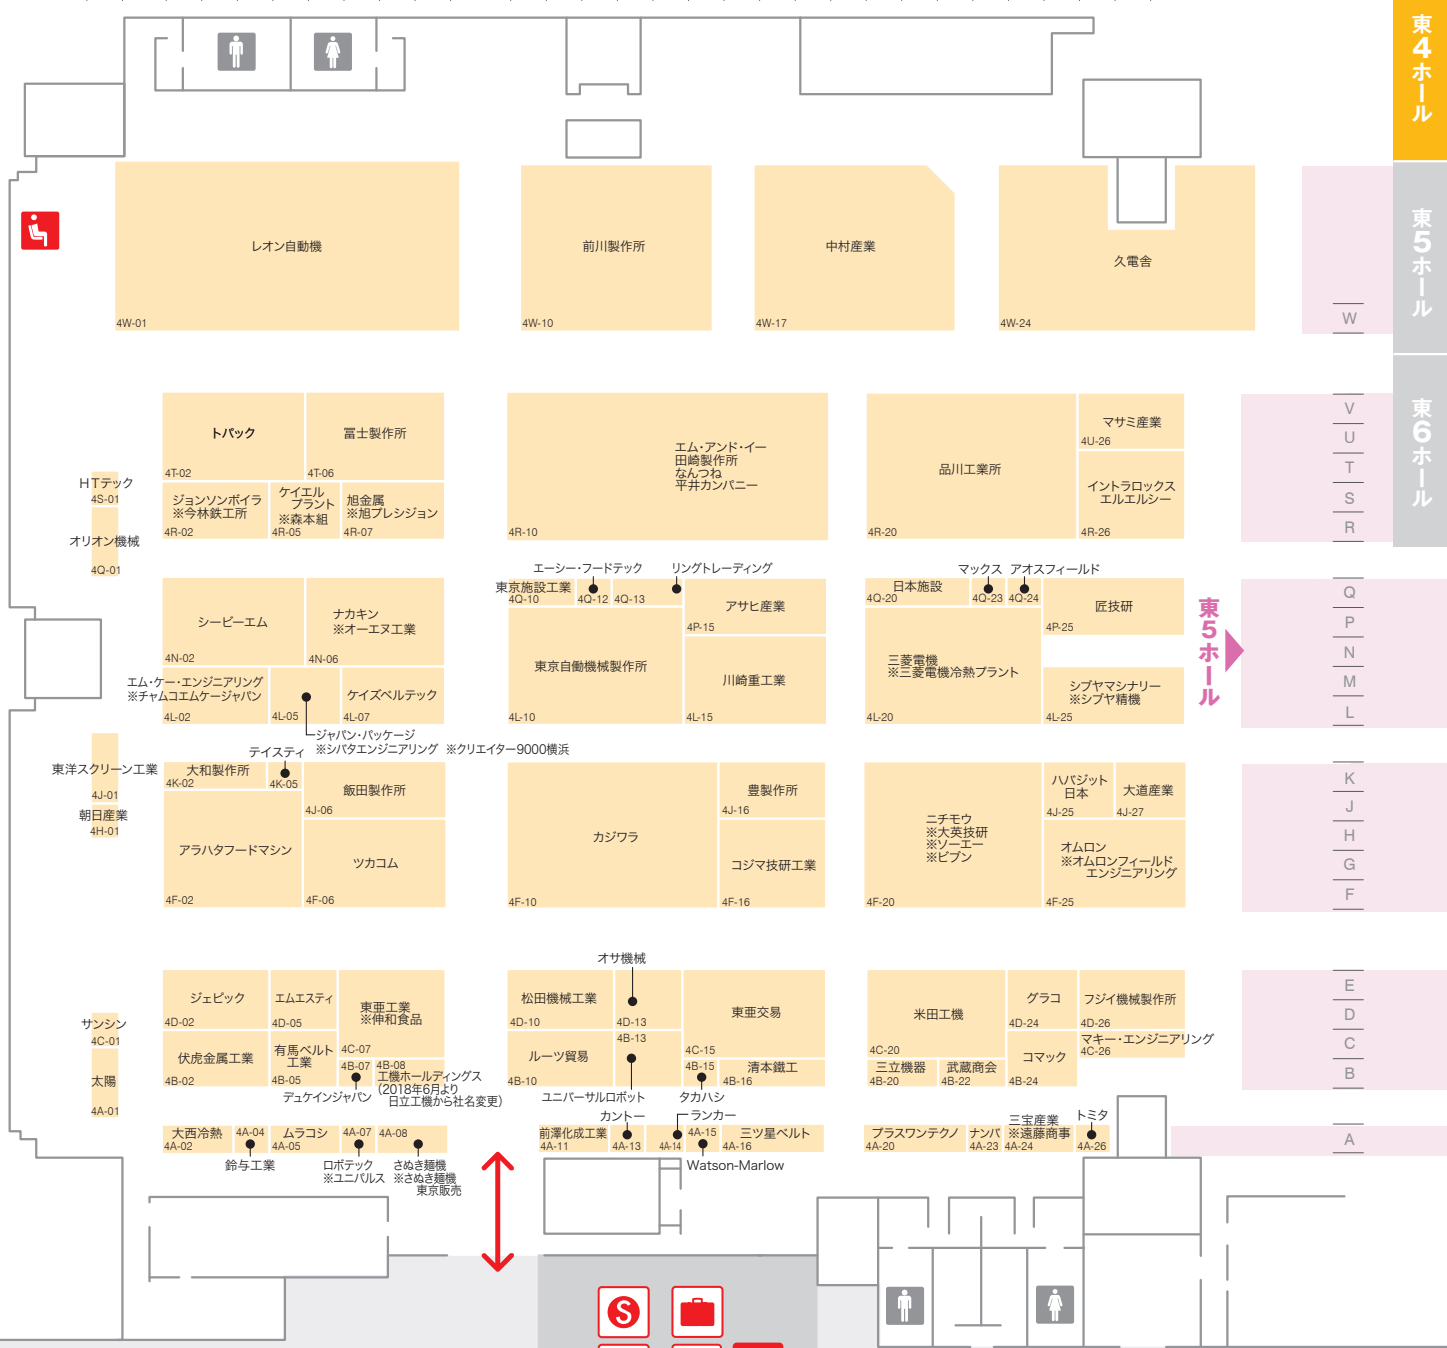 東4ホール
東5ホール
東6ホール
レオン自動機
4W-01
前川製作所
4W-10
中村産業
4W-17
久電舎
4W-24
W
トパック
4T-02
冨士製作所
4T-06
エム・アンド・イー
田崎製作所
なんつね
平井カンパニー
4R-10
品川工業所
4R-20
マサミ産業
4U-26
イントラロックス
エルエルシー
4R-26
V
U
T
S
R
HTテック
4S-01
オリオン機械
4Q-01
ジョンソンボイラ
※今林鉄工所
4R-02
ケイエル
プラント
※森本組
4R-05
旭金属
※旭プレシジョン
4R-07
エーシー・フードテック
リングトレーディング
マックス
アオスフィールド
東京施設工業
4Q-10
4Q-12
4Q-13
日本施設
4Q-20
4Q-23
4Q-24
シービーエム
4N-02
ナカキン
※オーエヌ工業
4N-06
アサヒ産業
4P-15
匠技研
4P-25
東5ホール
Q
P
N
M
L
東京自働機械製作所
4L-10
川崎重工業
4L-15
三菱電機
※三菱電機冷熱プラント
4L-20
シブヤマシナリー
※シブヤ精機
4L-25
エム・ケー・エンジニアリング
※チャムコエムケージャパン
4L-02
4L-05
ケイズベルテック
4L-07
ジャパン・パッケージ
※シバタエンジニアリング ※クリエイター9000横浜
テイスティ
東洋スクリーン工業
4J-01
朝日産業
4H-01
大和製作所
4K-02
4K-05
飯田製作所
4J-06
アラハタフードマシン
4F-02
ツカコム
4F-06
カジワラ
4F-10
豊製作所
4J-16
コジマ技研工業
4F-16
ニチモウ
※大英技研
※ソーエー
※ビブン
4F-20
ハバジット
日本
4J-25
大道産業
4J-27
オムロン
※オムロンフィールド
エンジニアリング
4F-25
K
J
H
G
F
オサ機械
サンシン
4C-01
太陽
4A-01
ジェピック
4D-02
エムエスティ
4D-05
東亜工業
※伸和食品
4C-07
伏虎金属工業
4B-02
有馬ベルト
工業
4B-05
4B-07
4B-08
工機ホールディングス
(2018年6月より
日立工機から社名変更)
デュケインジャパン
松田機械工業
4D-10
4D-13
4B-13
東亜交易
4C-15
ルーツ貿易
4B-10
4B-15
清本鐵工
4B-16
ユニバーサルロボット
タカハシ
米田工機
4C-20
グラコ
4D-24
フジイ機械製作所
4D-26
マキー・エンジニアリング
4C-26
三立機器
4B-20
武蔵商会
4B-22
コマック
4B-24
E
D
C
B
大西冷熱
4A-02
4A-04
鈴与工業
ムラコシ
4A-05
4A-07
ロボテック
※ユニパルス
4A-08
さぬき麺機
※さぬき麺機
東京販売
カントー
ランカー
前澤化成工業
4A-11
4A-13
4A-14
4A-15
三ツ星ベルト
4A-16
Watson-Marlow
プラスワンテクノ
4A-20
ナンバ
4A-23
三宝産業
※遠藤商事
4A-24
トミタ
4A-26
A
S